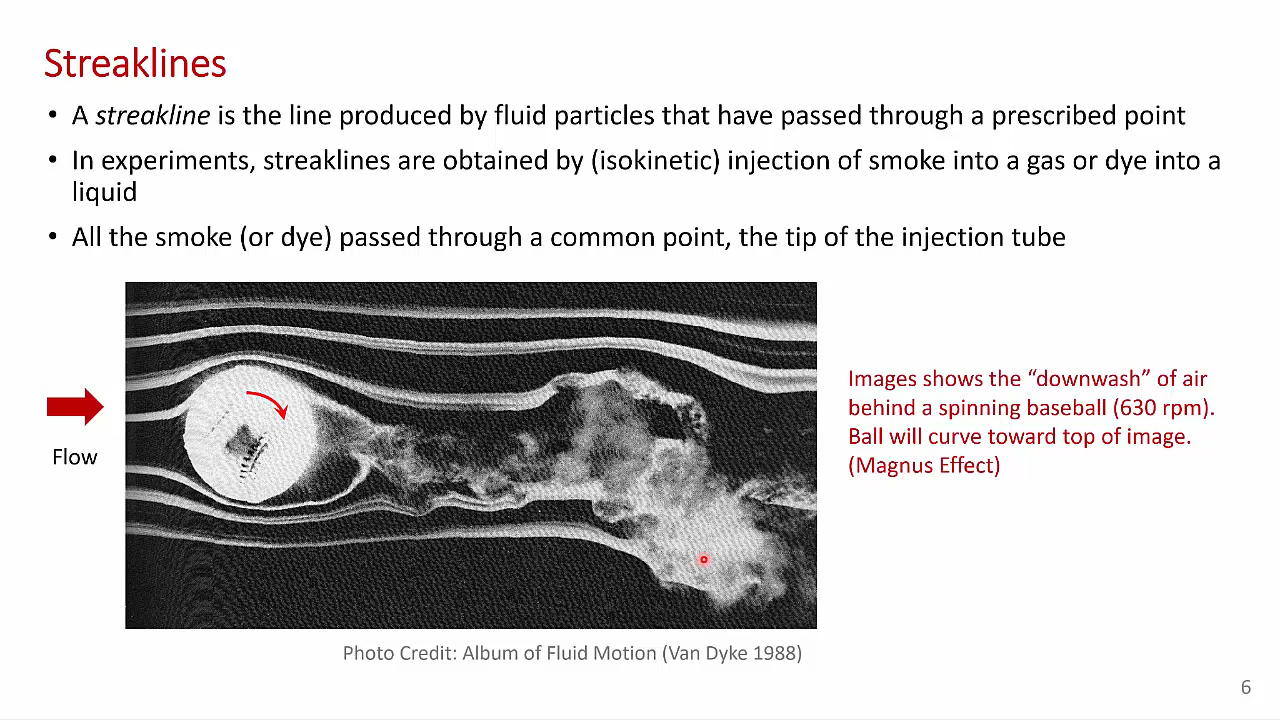 Streaklines
• A streakline is the line produced by fluid particles that have passed through a prescribed point
• In experiments, streaklines are obtained by (isokinetic) injection of smoke into a gas or dye into a
liquid
• All the smoke (or dye) passed through a common point, the tip of the injection tube
Flow
Images shows the “downwash” of air
behind a spinning baseball (630 rpm).
Ball will curve toward top of image.
(Magnus Effect)
Photo Credit: Album of Fluid Motion (Van Dyke 1988)
6